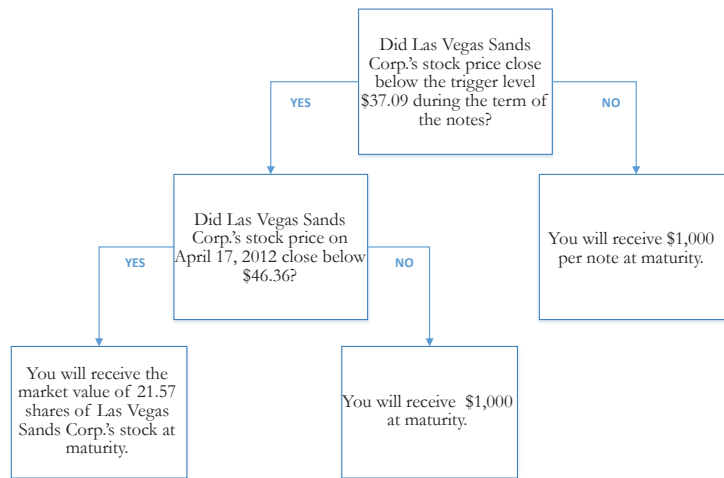 Did Las Vegas Sands
Corp.'s stock price close
below the trigger level
$37.09 during the term of
the notes?
YES
NO
Did Las Vegas Sands
Corp.'s stock price on
April 17, 2012 close below
$46.36?
You will receive $1,000
per note at maturity.
YES
NO
You will receive the
market value of 21.57
shares of Las Vegas
Sands Corp.'s stock at
maturity.
You will receive $1,000
at maturity.